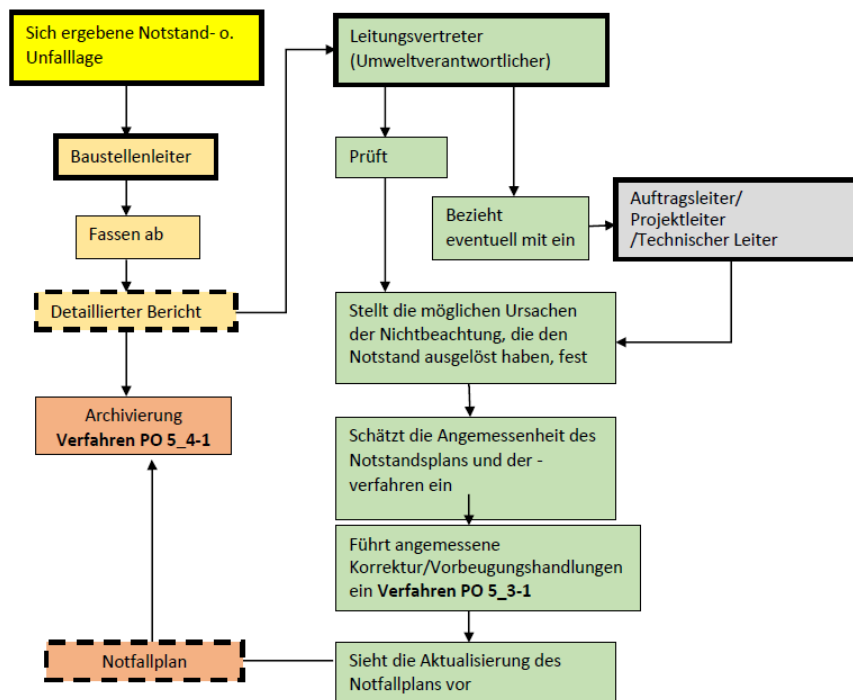 Sich ergebene Notstand- o.
Unfalllage
Baustellenleiter
Fassen ab
Detaillierter Bericht
Archivierung
Verfahren PO 5_4-1
Notfallplan
Leitungsvertreter
(Umweltverantwortlicher)
Prüft
Bezieht
eventuell mit ein
Auftragsleiter/
Projektleiter
/Technischer Leiter
Stellt die möglichen Ursachen
der Nichtbeachtung, die den
Notstand ausgelöst haben, fest
Schätzt die Angemessenheit des
Notstandsplans und der -
verfahren ein
Führt angemessene
Korrektur/Vorbeugungshandlungen
ein Verfahren PO 5_3-1
Sieht die Aktualisierung des
Notfallplans vor